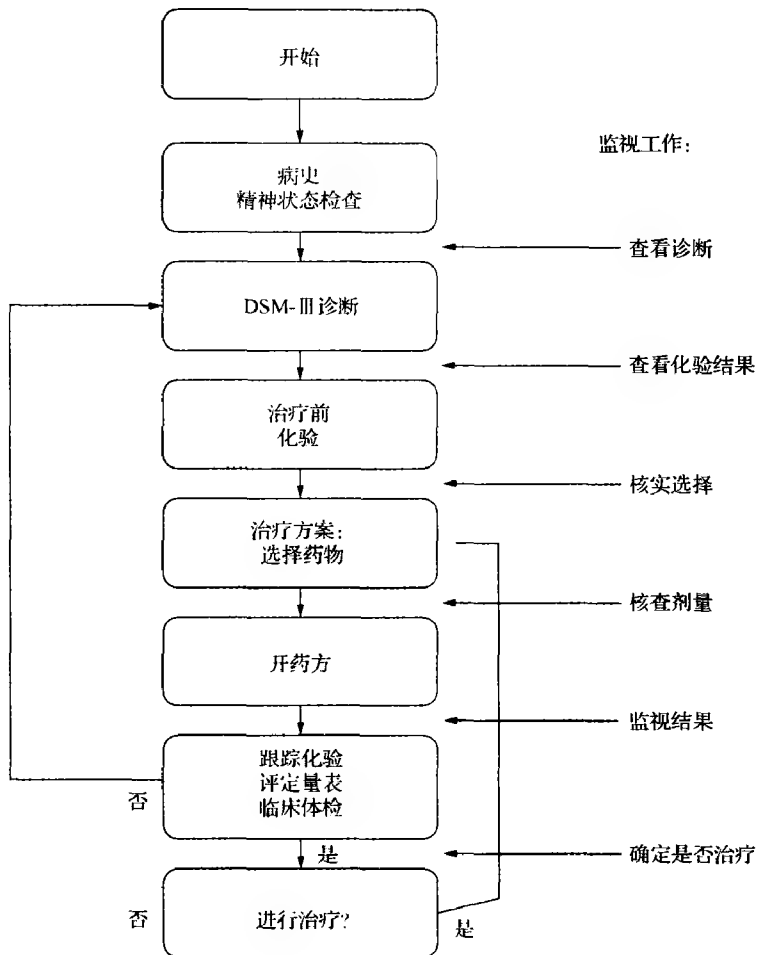 开始
监视工作:
病史
精神状态检查
查看诊断
DSM-Ⅲ诊断
查看化验结果
治疗前
化验
核实选择
治疗方案:
选择药物
核查剂量
开药方
监视结果
跟踪化验
评定量表
临床体检
否
是
确定是否治疗
否
进行治疗?
是